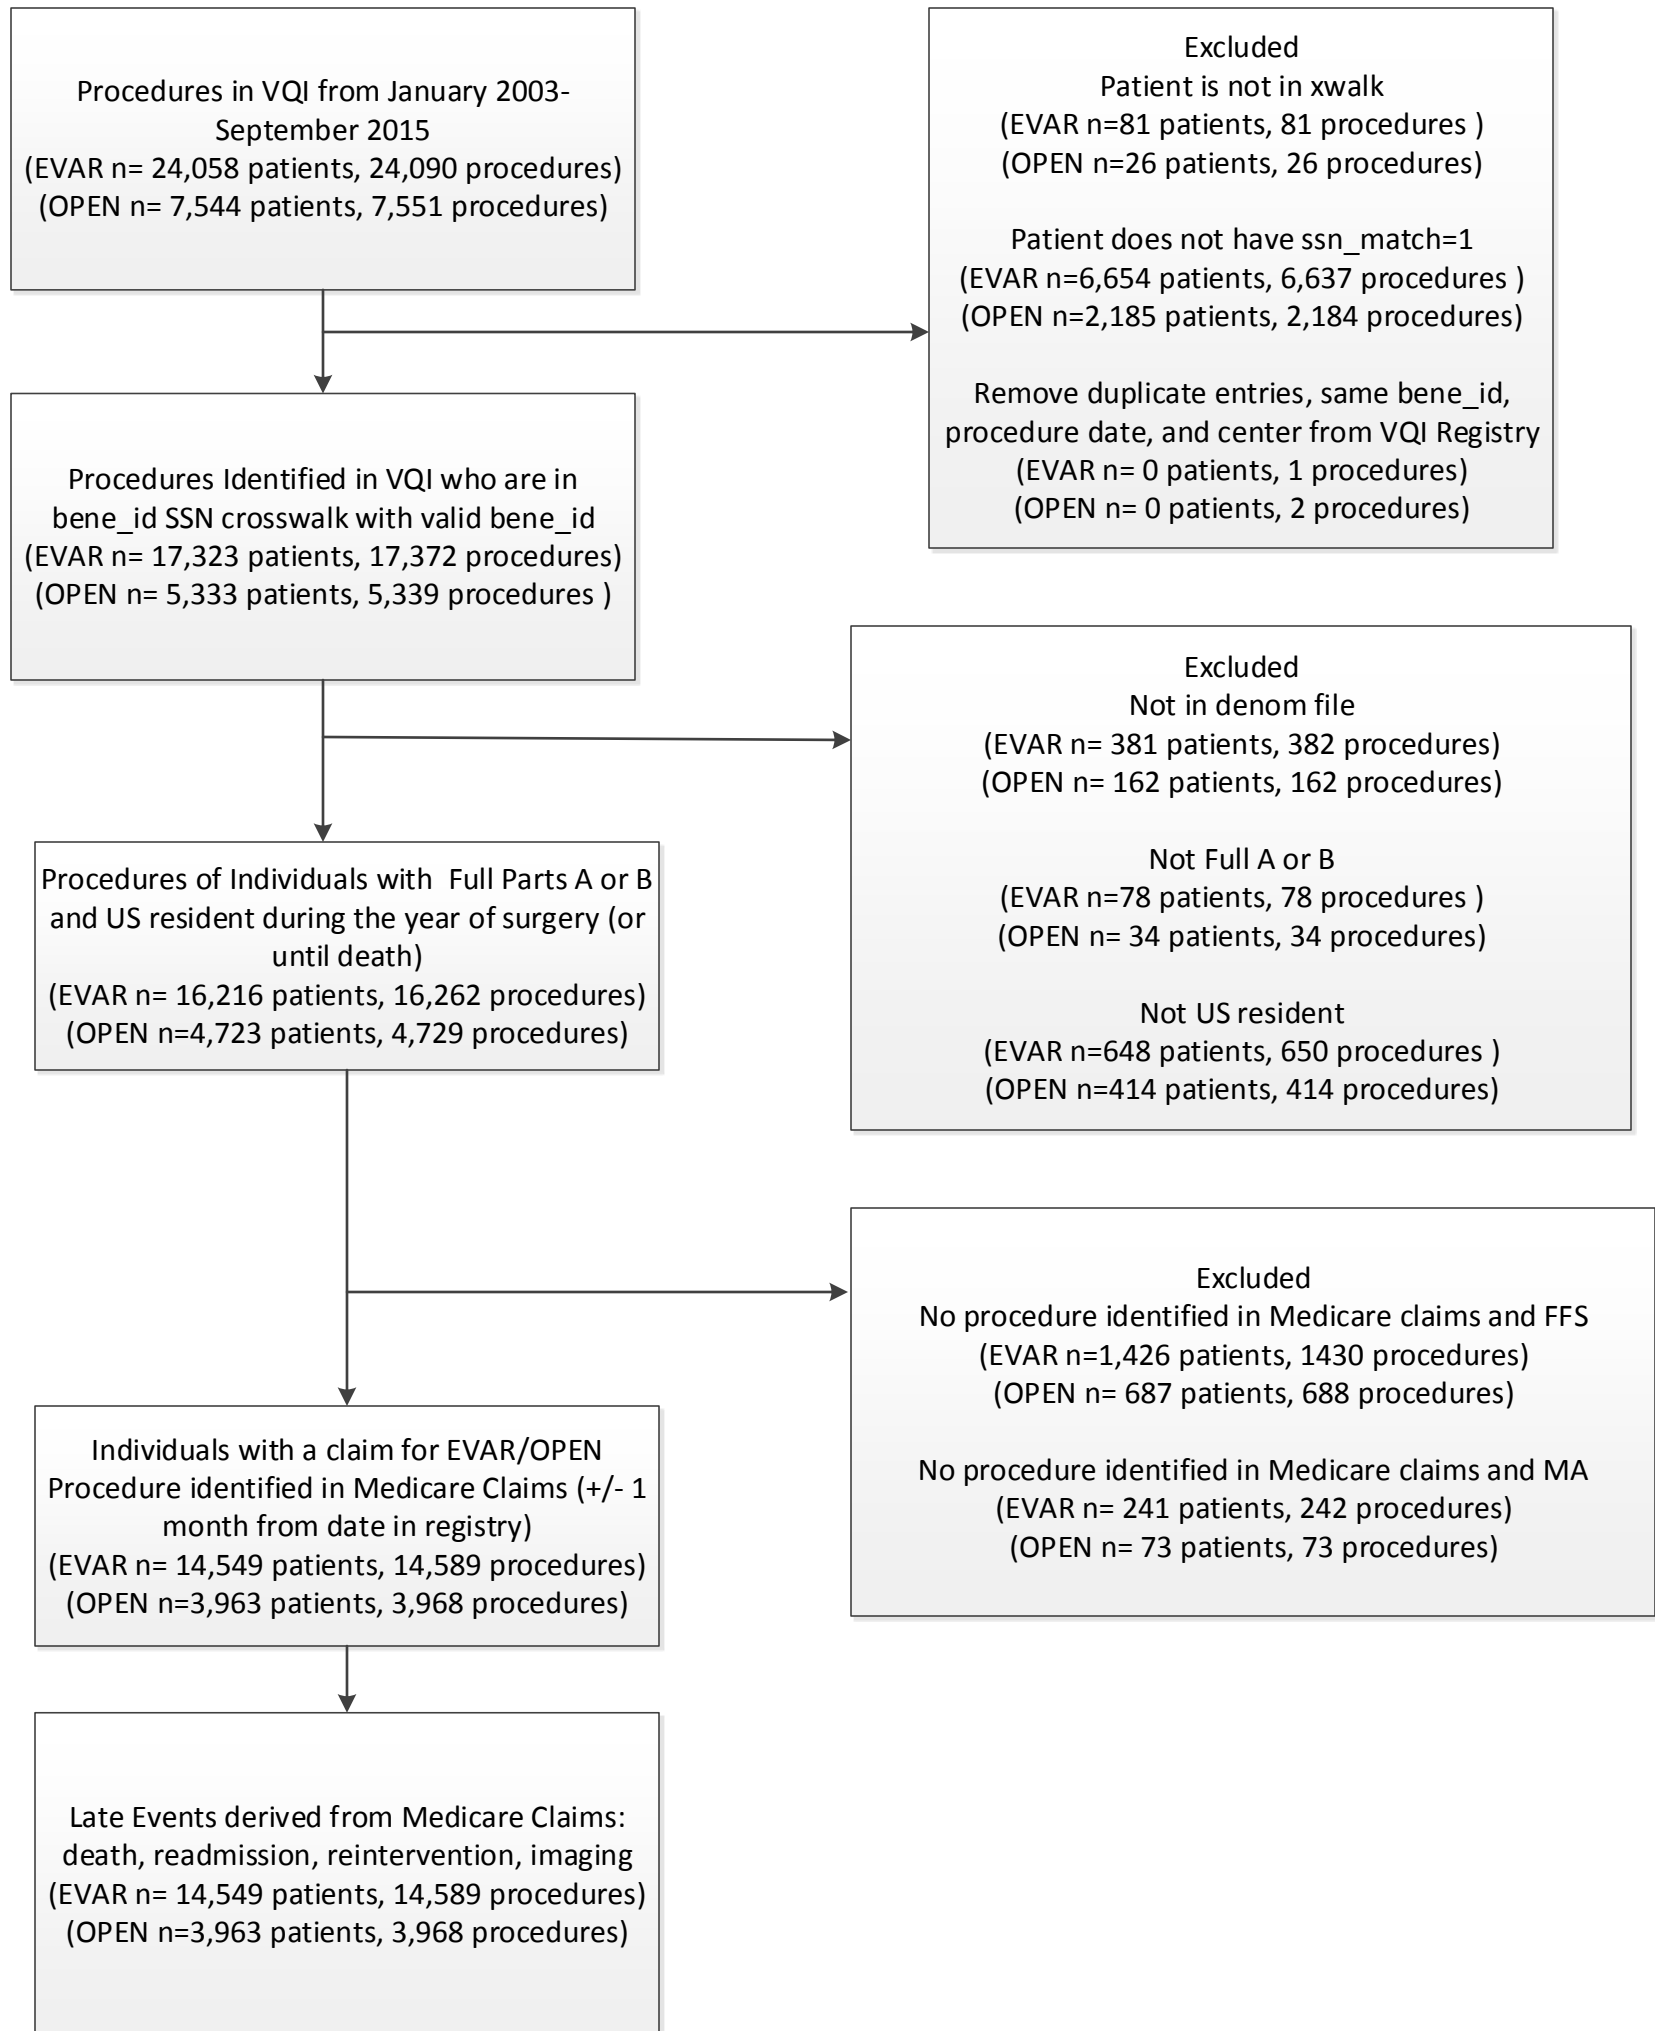 Procedures in VQI from January 2003-
September 2015
(EVAR n= 24,058 patients, 24,090 procedures)
(OPEN n= 7,544 patients, 7,551 procedures)
Excluded
Patient is not in xwalk
(EVAR n=81 patients, 81 procedures )
(OPEN n=26 patients, 26 procedures)
Patient does not have ssn_match=1
(EVAR n=6,654 patients, 6,637 procedures )
(OPEN n=2,185 patients, 2,184 procedures)
Remove duplicate entries, same bene_id,
procedure date, and center from VQI Registry
(EVAR n= 0 patients, 1 procedures)
(OPEN n= 0 patients, 2 procedures)
Procedures Identified in VQI who are in
bene_id SSN crosswalk with valid bene_id
(EVAR n= 17,323 patients, 17,372 procedures)
(OPEN n= 5,333 patients, 5,339 procedures )
Excluded
Not in denom file
(EVAR n= 381 patients, 382 procedures)
(OPEN n= 162 patients, 162 procedures)
Not Full A or B
(EVAR n=78 patients, 78 procedures )
(OPEN n= 34 patients, 34 procedures)
Not US resident
(EVAR n=648 patients, 650 procedures )
(OPEN n=414 patients, 414 procedures)
Procedures of Individuals with  Full Parts A or B
and US resident during the year of surgery (or
until death)
(EVAR n= 16,216 patients, 16,262 procedures)
(OPEN n=4,723 patients, 4,729 procedures)
Excluded
No procedure identified in Medicare claims and FFS
(EVAR n=1,426 patients, 1430 procedures)
(OPEN n= 687 patients, 688 procedures)
No procedure identified in Medicare claims and MA
(EVAR n= 241 patients, 242 procedures)
(OPEN n= 73 patients, 73 procedures)
Individuals with a claim for EVAR/OPEN
Procedure identified in Medicare Claims (+/- 1
month from date in registry)
(EVAR n= 14,549 patients, 14,589 procedures)
(OPEN n=3,963 patients, 3,968 procedures)
Late Events derived from Medicare Claims:
death, readmission, reintervention, imaging
(EVAR n= 14,549 patients, 14,589 procedures)
(OPEN n=3,963 patients, 3,968 procedures)